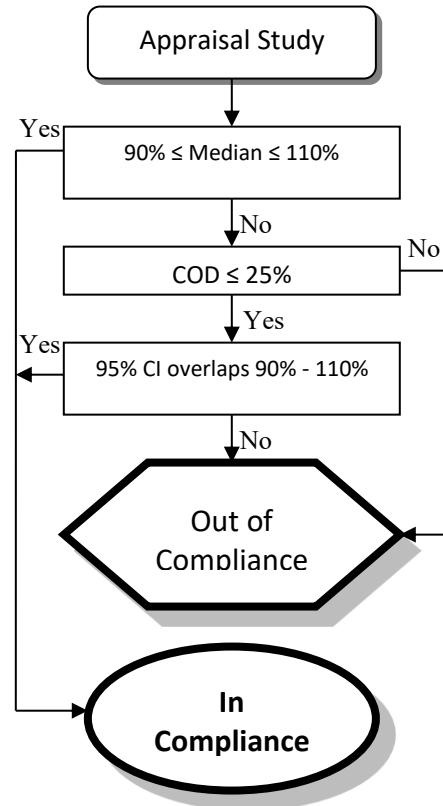 Appraisal Study
Yes
90% ≤ Median ≤ 110%
No
No
COD ≤ 25%
Yes
Yes
95% CI overlaps 90% - 110%
No
Out of
Compliance
In
Compliance